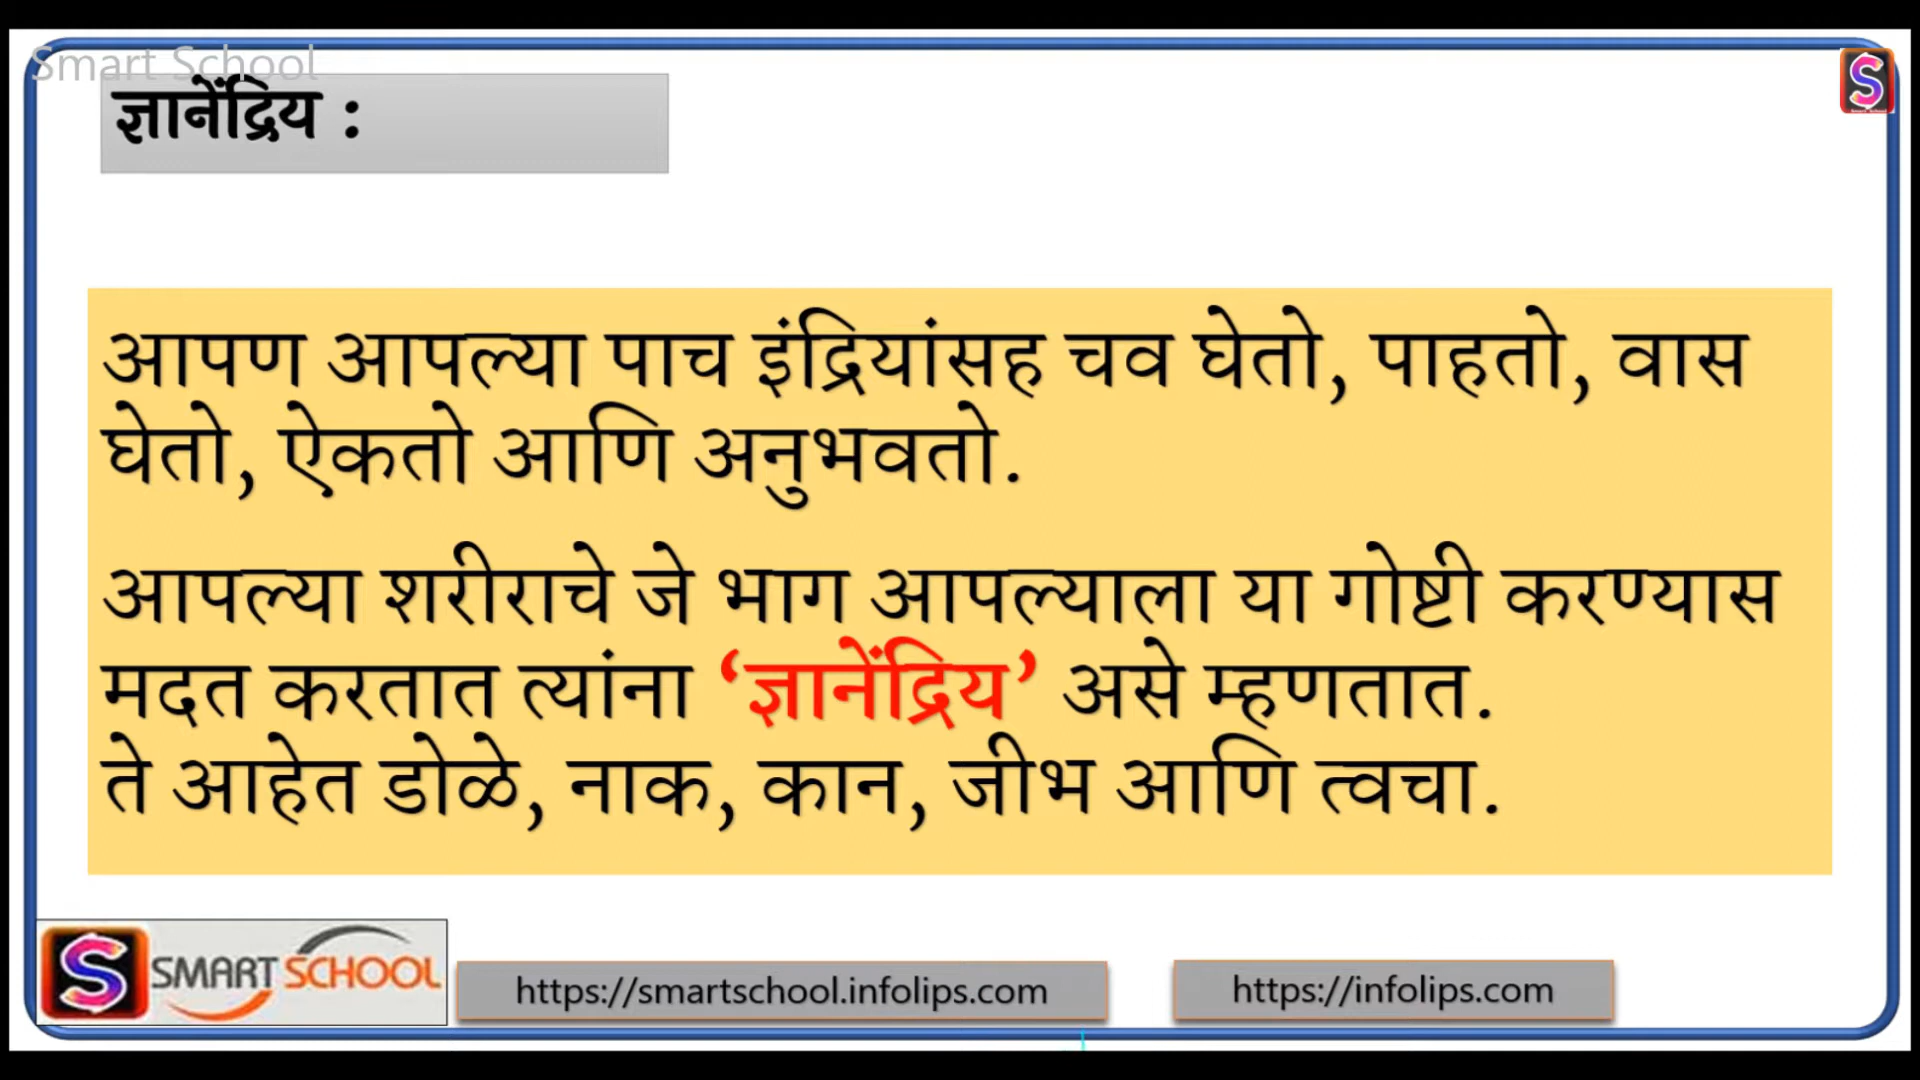 Smart School
ज्ञानेंद्रिय :
आपण आपल्या पाच इंद्रियांसह चव घेतो, पाहतो, वास
घेतो, ऐकतो आणि अनुभवतो.
आपल्या शरीराचे जे भाग आपल्याला या गोष्टी करण्यास
मदत करतात त्यांना ‘ज्ञानेंद्रिय’ असे म्हणतात.
ते आहेत डोळे, नाक, कान, जीभ आणि त्वचा.
SMART SCHOOL
https://smartschool.infolips.com
https://infolips.com